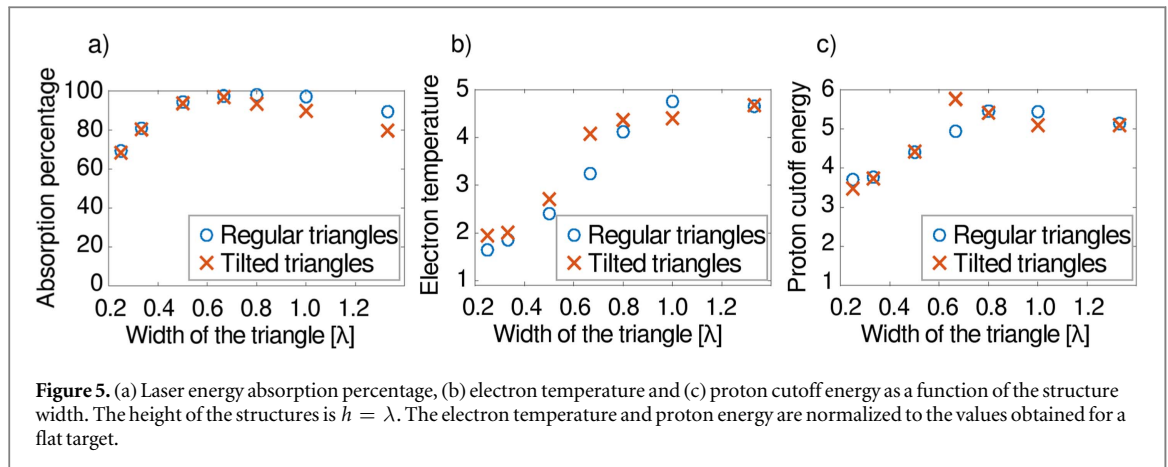 a)
b)
c)
Absorption percentage
100
80
60
40
20
0
0.2 0.4 0.6 0.8 1.0 1.2
Width of the triangle [λ]
Regular triangles
Tilted triangles
Electron temperature
5
4
3
2
1
0.2 0.4 0.6 0.8 1.0 1.2
Width of the triangle [λ]
Regular triangles
Tilted triangles
Proton cutoff energy
6
5
4
3
2
1
0.2 0.4 0.6 0.8 1.0 1.2
Width of the triangle [λ]
Regular triangles
Tilted triangles
Figure 5. (a) Laser energy absorption percentage, (b) electron temperature and (c) proton cutoff energy as a function of the structure
width. The height of the structures is h = λ. The electron temperature and proton energy are normalized to the values obtained for a
flat target.